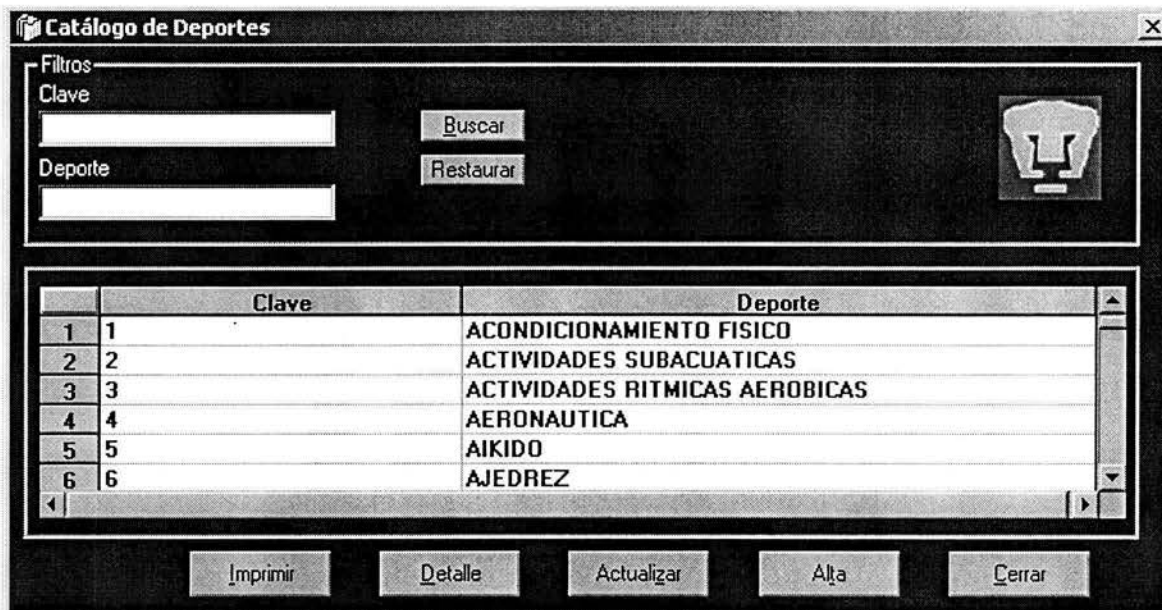 Catálogo de Deportes
Filtros
Clave
Buscar
Deporte
Restaurar
Clave Deporte
1 1 ACONDICIONAMIENTO FISICO
2 2 ACTIVIDADES SUBACUATICAS
3 3 ACTIVIDADES RITMICAS AEROBICAS
4 4 AERONAUTICA
5 5 AIKIDO
6 6 AJEDREZ
Imprimir Detalle Actualizar Alta Cerrar